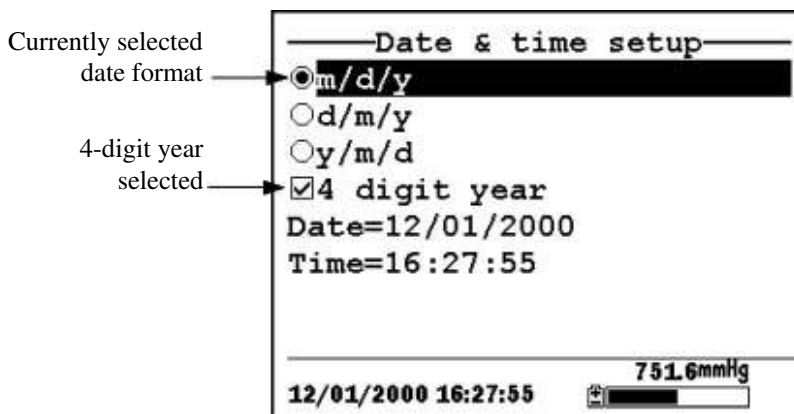 Currently selected
date format
4-digit year
selected
Date & time setup
m/d/y
d/m/y
y/m/d
4 digit year
Date=12/01/2000
Time=16:27:55
751.6mmHg
12/01/2000 16:27:55